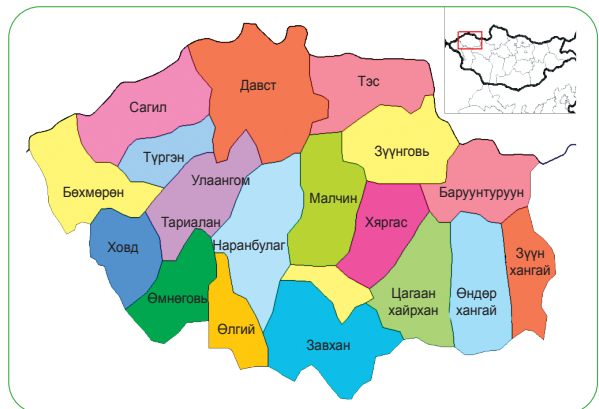 Давст
Тэс
Сагил
Түргэн
Зүүнговь
Улаангом
Бөхмөрөн
Малчин
Баруунтуруун
Тариалан
Хяргас
Ховд
Наранбулаг
Зүүн
хангай
Өмнөговь
Цагаан
хайрхан
Өндөр
хангай
Өлгий
Завхан